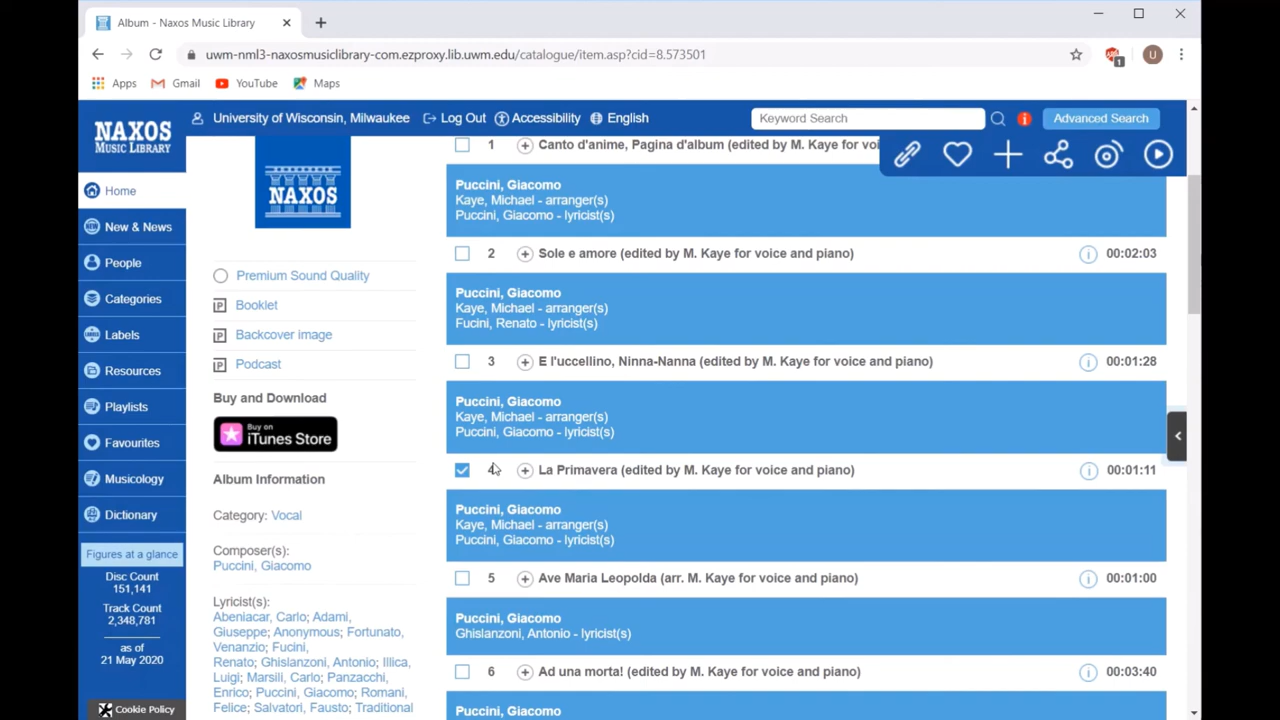 Album - Naxos Music Library
uwm-nml3-naxosmusiclibrary-com.ezproxy.lib.uwm.edu/catalogue/item.asp?cid=8.573501
1
U
Apps
Gmail
YouTube
Maps
NAXOS
MUSIC LIBRARY
University of Wisconsin, Milwaukee
Log Out
Accessibility
English
Keyword Search
i
Advanced Search
Home
New & News
People
Categories
Labels
Resources
Playlists
Favourites
Musicology
Dictionary
Figures at a glance
Disc Count
151,141
Track Count
2,348,781
as of
21 May 2020
Cookie Policy
NAXOS
Premium Sound Quality
Booklet
Backcover image
Podcast
Buy and Download
Buy on
iTunes Store
Album Information
Category: Vocal
Composer(s):
Puccini, Giacomo
Lyricist(s):
Abeniacar, Carlo; Adami,
Giuseppe; Anonymous; Fortunato,
Venanzio; Fucini,
Renato; Ghislanzoni, Antonio; Illica,
Luigi; Marsili, Carlo; Panzacchi,
Enrico; Puccini, Giacomo; Romani,
Felice; Salvatori, Fausto; Traditional
1 Canto d'anime, Pagina d'album (edited by M. Kaye for voi
Puccini, Giacomo
Kaye, Michael - arranger(s)
Puccini, Giacomo - lyricist(s)
2 Sole e amore (edited by M. Kaye for voice and piano) i 00:02:03
Puccini, Giacomo
Kaye, Michael - arranger(s)
Fucini, Renato - lyricist(s)
3 E l'uccellino, Ninna-Nanna (edited by M. Kaye for voice and piano) i 00:01:28
Puccini, Giacomo
Kaye, Michael - arranger(s)
Puccini, Giacomo - lyricist(s)
4 La Primavera (edited by M. Kaye for voice and piano) i 00:01:11
Puccini, Giacomo
Kaye, Michael - arranger(s)
Puccini, Giacomo - lyricist(s)
5 Ave Maria Leopolda (arr. M. Kaye for voice and piano) i 00:01:00
Puccini, Giacomo
Ghislanzoni, Antonio - lyricist(s)
6 Ad una morta! (edited by M. Kaye for voice and piano) i 00:03:40
Puccini, Giacomo